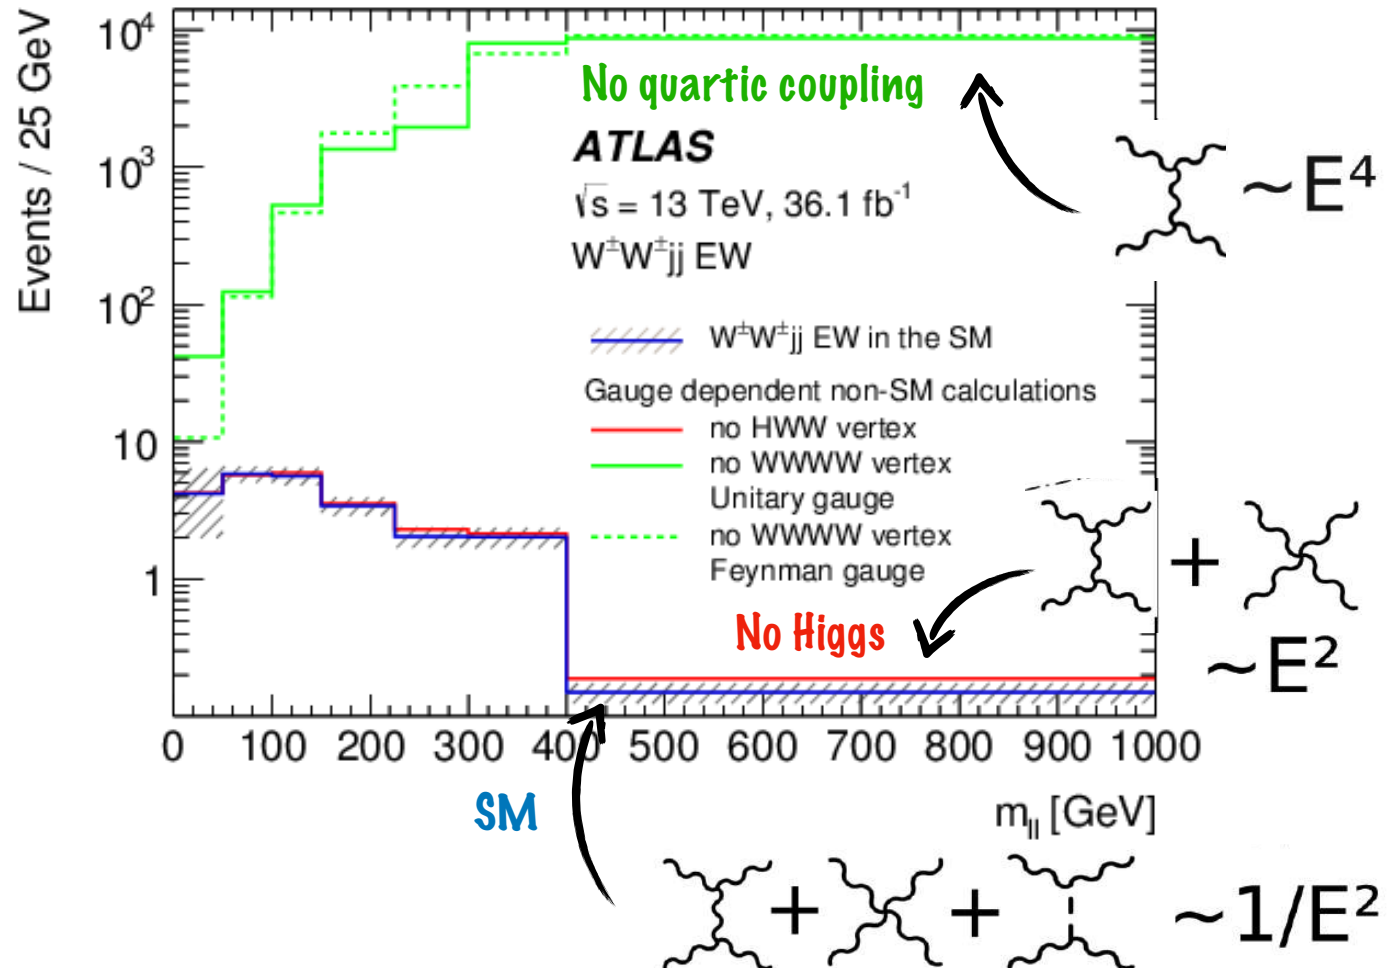 Events / 25 GeV
10⁴
10³
10²
10
1
No quartic coupling
ATLAS
√s = 13 TeV, 36.1 fb⁻¹
W±W±jj EW
~E⁴
W±W±jj EW in the SM
Gauge dependent non-SM calculations
no HWW vertex
no WWWW vertex
Unitary gauge
no WWWW vertex
Feynman gauge
+
~E²
No Higgs
0 100 200 300 400 500 600 700 800 900 1000
m_ll [GeV]
SM
+ + ~1/E²